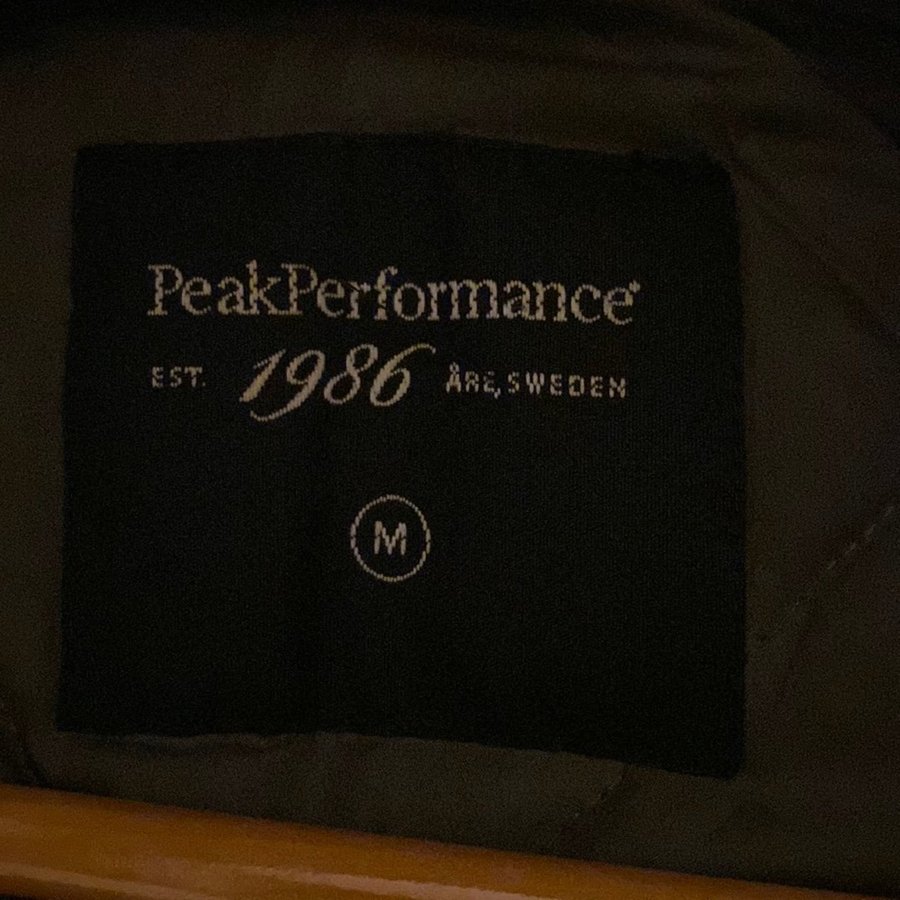 PeakPerformance
EST. 1986 ÅRE, SWEDEN
M